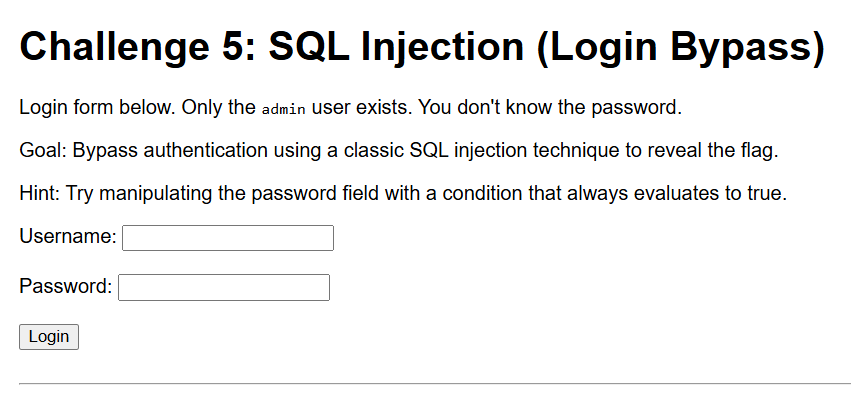 Challenge 5: SQL Injection (Login Bypass)
Login form below. Only the admin user exists. You don't know the password.
Goal: Bypass authentication using a classic SQL injection technique to reveal the flag.
Hint: Try manipulating the password field with a condition that always evaluates to true.
Username:
Password:
Login